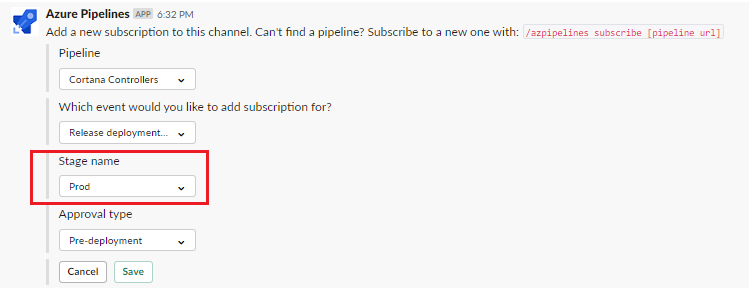 Azure Pipelines APP 6:32 PM
Add a new subscription to this channel. Can't find a pipeline? Subscribe to a new one with: /azpipelines subscribe [pipeline url]
Pipeline
Cortana Controllers
Which event would you like to add subscription for?
Release deployment...
Stage name
Prod
Approval type
Pre-deployment
Cancel Save